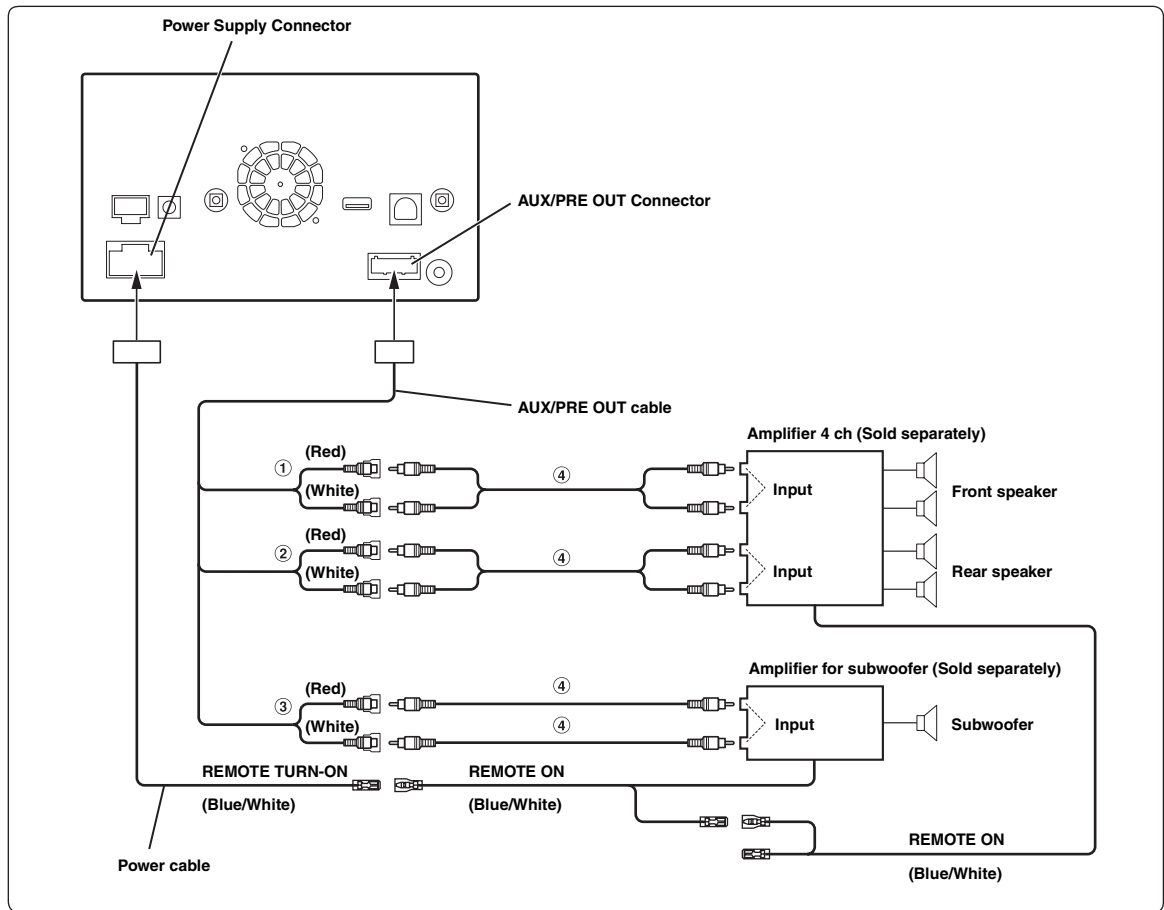 Power Supply Connector
AUX/PRE OUT Connector
AUX/PRE OUT cable
Amplifier 4 ch (Sold separately)
(Red)
①
④
(White)
Input
Front speaker
(Red)
②
④
(White)
Input
Rear speaker
Amplifier for subwoofer (Sold separately)
(Red)
④
③
(White)
④
Input
Subwoofer
REMOTE TURN-ON
(Blue/White)
REMOTE ON
(Blue/White)
REMOTE ON
(Blue/White)
Power cable